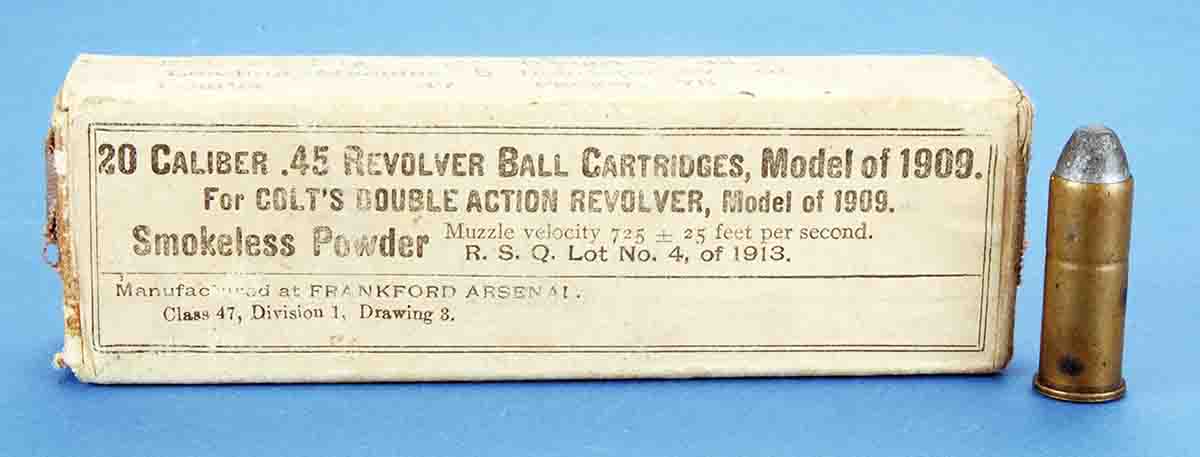 20 CALIBER .45 REVOLVER BALL CARTRIDGES, Model of 1909.
For COLT'S DOUBLE ACTION REVOLVER, Model of 1909.
Smokeless Powder Muzzle velocity 725 ± 25 feet per second.
R. S. Q. Lot No. 4, of 1913.
Manufactured at FRANKFORD ARSENAL.
Class 47, Division 1, Drawing 3.